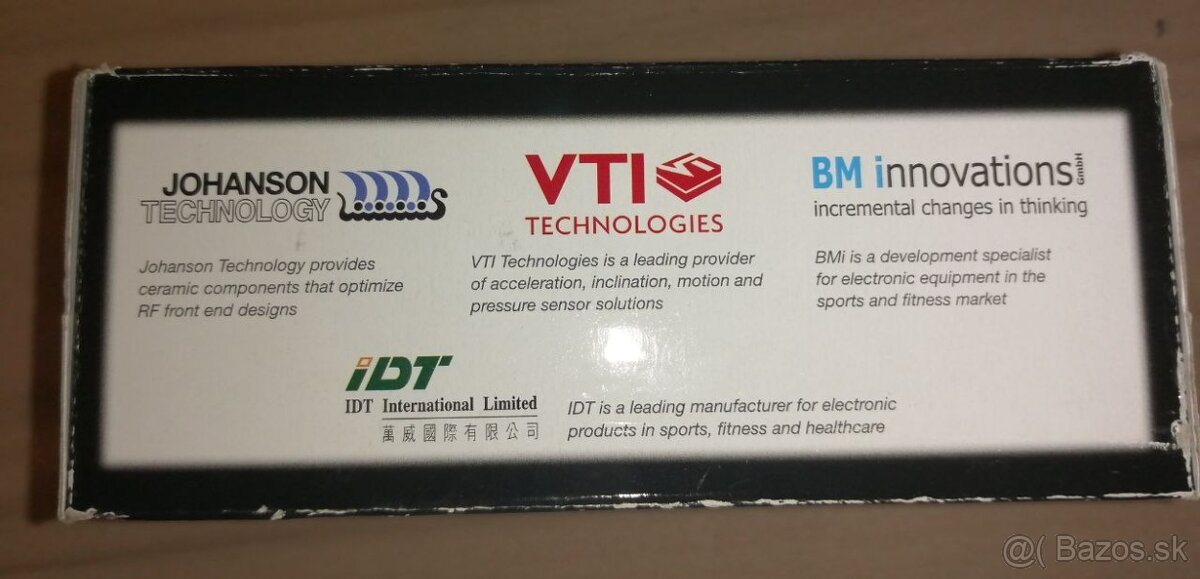 JOHANSON
TECHNOLOGY
Johanson Technology provides
ceramic components that optimize
RF front end designs
VTI
TECHNOLOGIES
VTI Technologies is a leading provider
of acceleration, inclination, motion and
pressure sensor solutions
BM innovations GmbH
incremental changes in thinking
BMi is a development specialist
for electronic equipment in the
sports and fitness market
iDT
IDT International Limited
萬威國際有限公司
IDT is a leading manufacturer for electronic
products in sports, fitness and healthcare
@( Bazos.sk